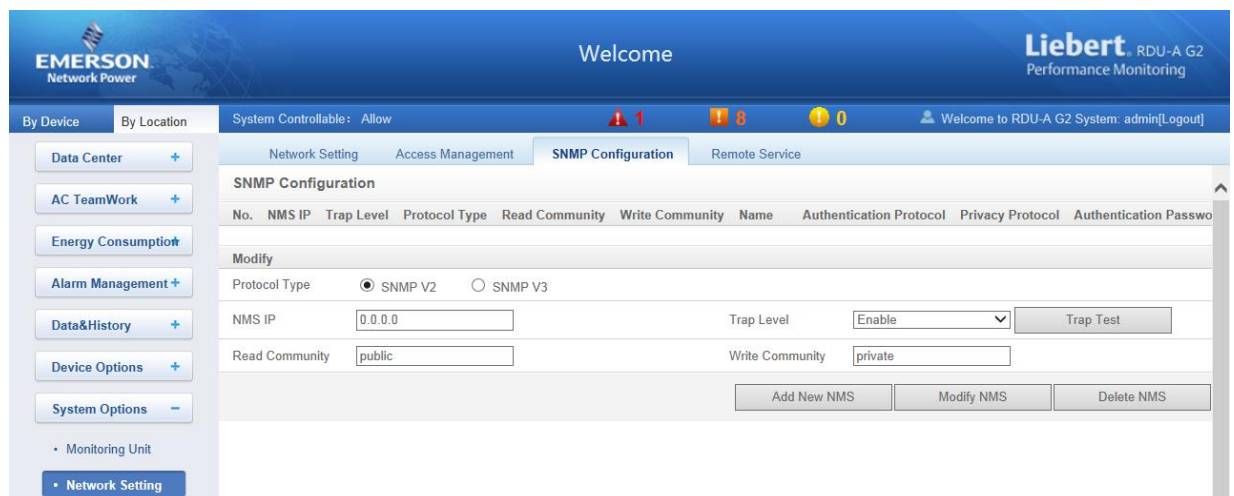 EMERSON
Network Power
Welcome
Liebert® RDU-A G2
Performance Monitoring
By Device By Location
System Controllable: Allow 1 8 0 Welcome to RDU-A G2 System: admin[Logout]
Data Center +
AC TeamWork +
Energy Consumption+
Alarm Management +
Data&History +
Device Options +
System Options −
• Monitoring Unit
• Network Setting
Network Setting Access Management SNMP Configuration Remote Service
SNMP Configuration
No. NMS IP Trap Level Protocol Type Read Community Write Community Name Authentication Protocol Privacy Protocol Authentication Passwo
Modify
Protocol Type SNMP V2 SNMP V3
NMS IP 0.0.0.0 Trap Level Enable Trap Test
Read Community public Write Community private
Add New NMS Modify NMS Delete NMS